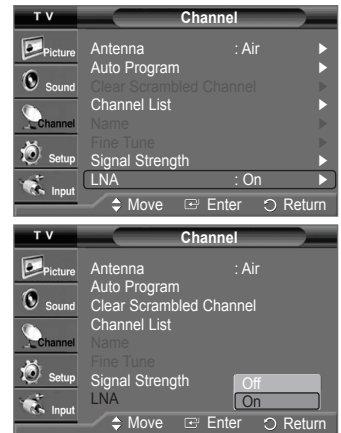 T V Channel
Picture
Sound
Channel
Setup
Input
Antenna : Air
Auto Program
Clear Scrambled Channel
Channel List
Name
Fine Tune
Signal Strength
LNA : On
Move Enter Return
T V Channel
Picture
Sound
Channel
Setup
Input
Antenna : Air
Auto Program
Clear Scrambled Channel
Channel List
Name
Fine Tune
Signal Strength
LNA
Off
On
Move Enter Return